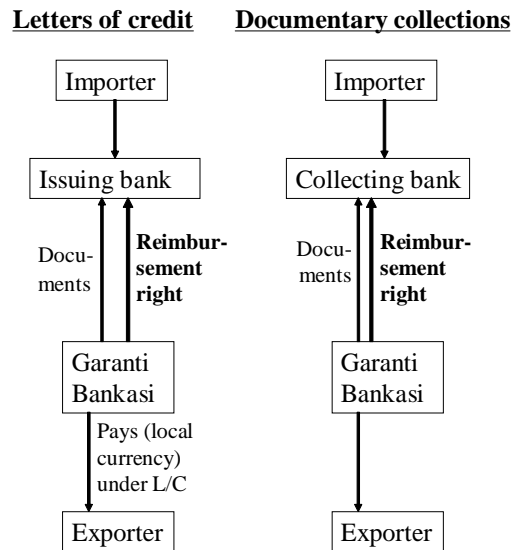 Letters of credit
Importer
Issuing bank
Docu-
ments
Reimbur-
sement
right
Garanti
Bankasi
Pays (local
currency)
under L/C
Exporter
Documentary collections
Importer
Collecting bank
Docu-
ments
Reimbur-
sement
right
Garanti
Bankasi
Exporter